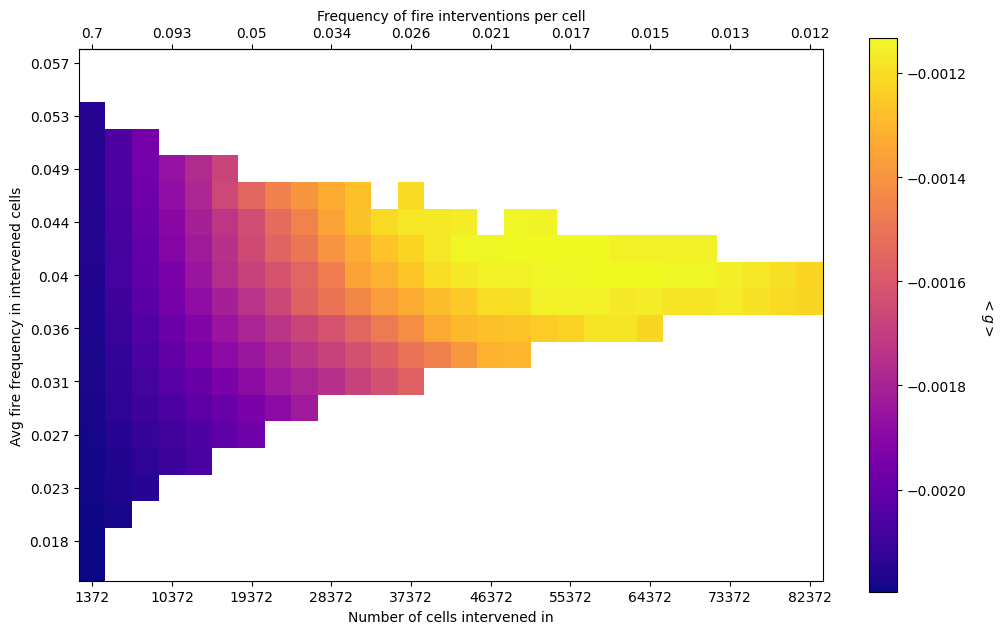 Frequency of fire interventions per cell
0.7 0.093 0.05 0.034 0.026 0.021 0.017 0.015 0.013 0.012
Avg fire frequency in intervened cells
0.057
0.053
0.049
0.044
0.04
0.036
0.031
0.027
0.023
0.018
1372 10372 19372 28372 37372 46372 55372 64372 73372 82372
Number of cells intervened in
−0.0012
−0.0014
−0.0016
−0.0018
−0.0020
< g >